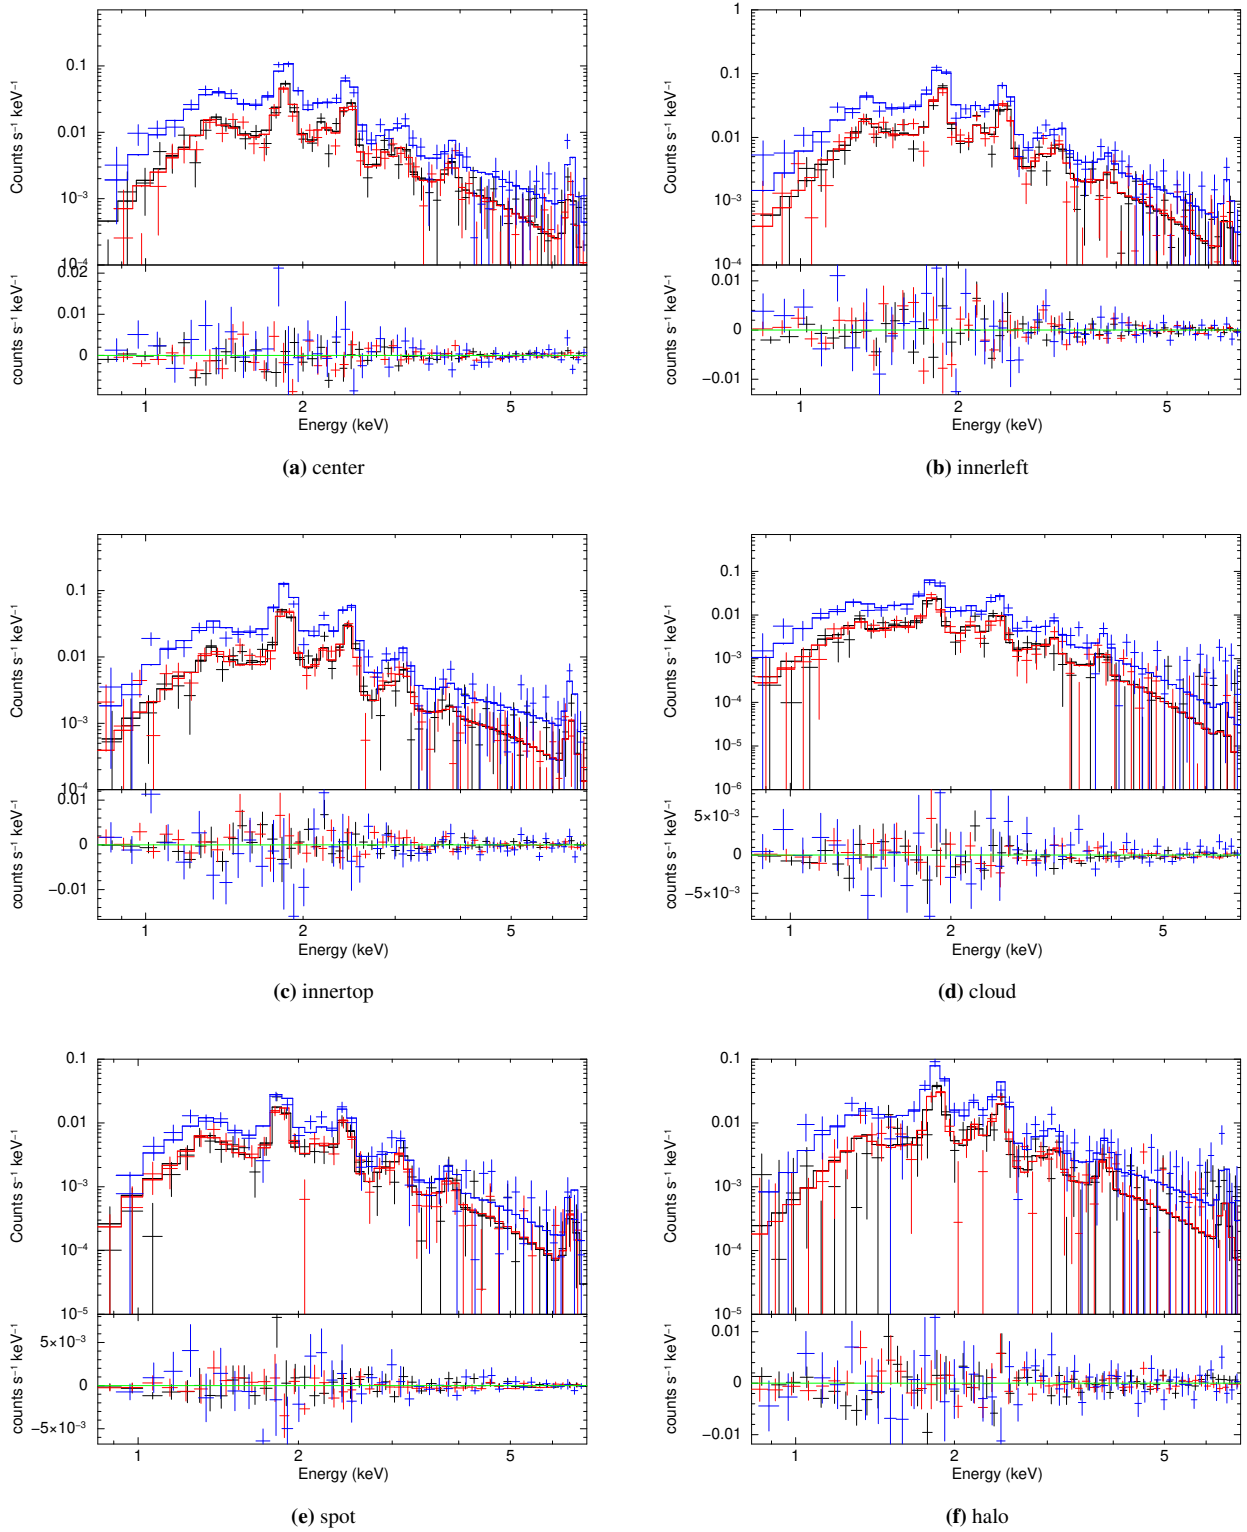 0.1
0.01
10⁻³
10⁻⁴
Counts s⁻¹ keV⁻¹
0.02
0.01
0
counts s⁻¹ keV⁻¹
1 2 5
Energy (keV)
(a) center
1
0.1
0.01
10⁻³
10⁻⁴
Counts s⁻¹ keV⁻¹
0.01
0
−0.01
counts s⁻¹ keV⁻¹
1 2 5
Energy (keV)
(b) innerleft
0.1
0.01
10⁻³
10⁻⁴
Counts s⁻¹ keV⁻¹
0.01
0
−0.01
counts s⁻¹ keV⁻¹
1 2 5
Energy (keV)
(c) innertop
0.1
0.01
10⁻³
10⁻⁴
10⁻⁵
10⁻⁶
Counts s⁻¹ keV⁻¹
5×10⁻³
0
−5×10⁻³
counts s⁻¹ keV⁻¹
1 2 5
Energy (keV)
(d) cloud
0.1
0.01
10⁻³
10⁻⁴
10⁻⁵
Counts s⁻¹ keV⁻¹
5×10⁻³
0
−5×10⁻³
counts s⁻¹ keV⁻¹
1 2 5
Energy (keV)
(e) spot
0.1
0.01
10⁻³
10⁻⁴
10⁻⁵
Counts s⁻¹ keV⁻¹
0.01
0
−0.01
counts s⁻¹ keV⁻¹
1 2 5
Energy (keV)
(f) halo